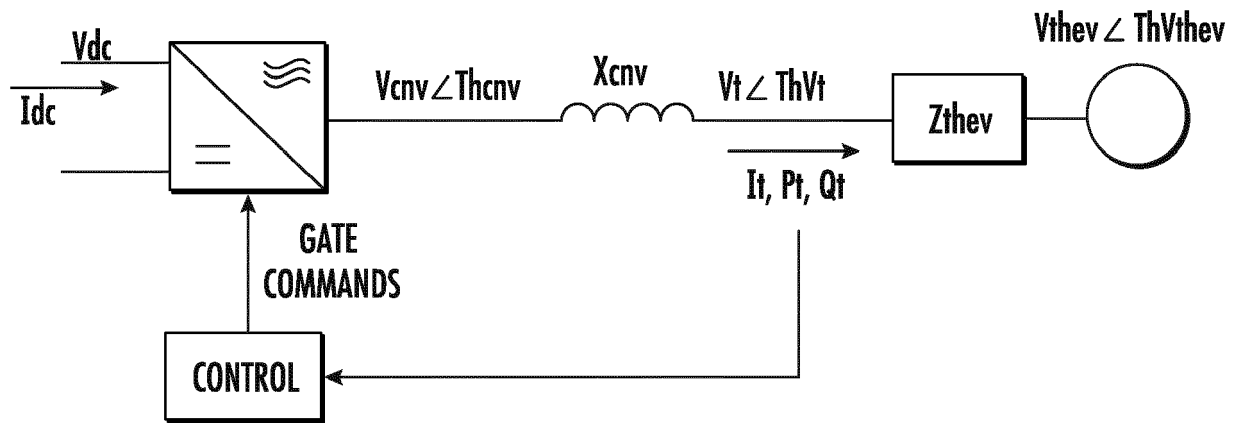 Vdc
Idc
Vcnv∠Thcnv
Xcnv
Vt∠ThVt
It, Pt, Qt
Zthev
Vthev∠ThVthev
GATE
COMMANDS
CONTROL